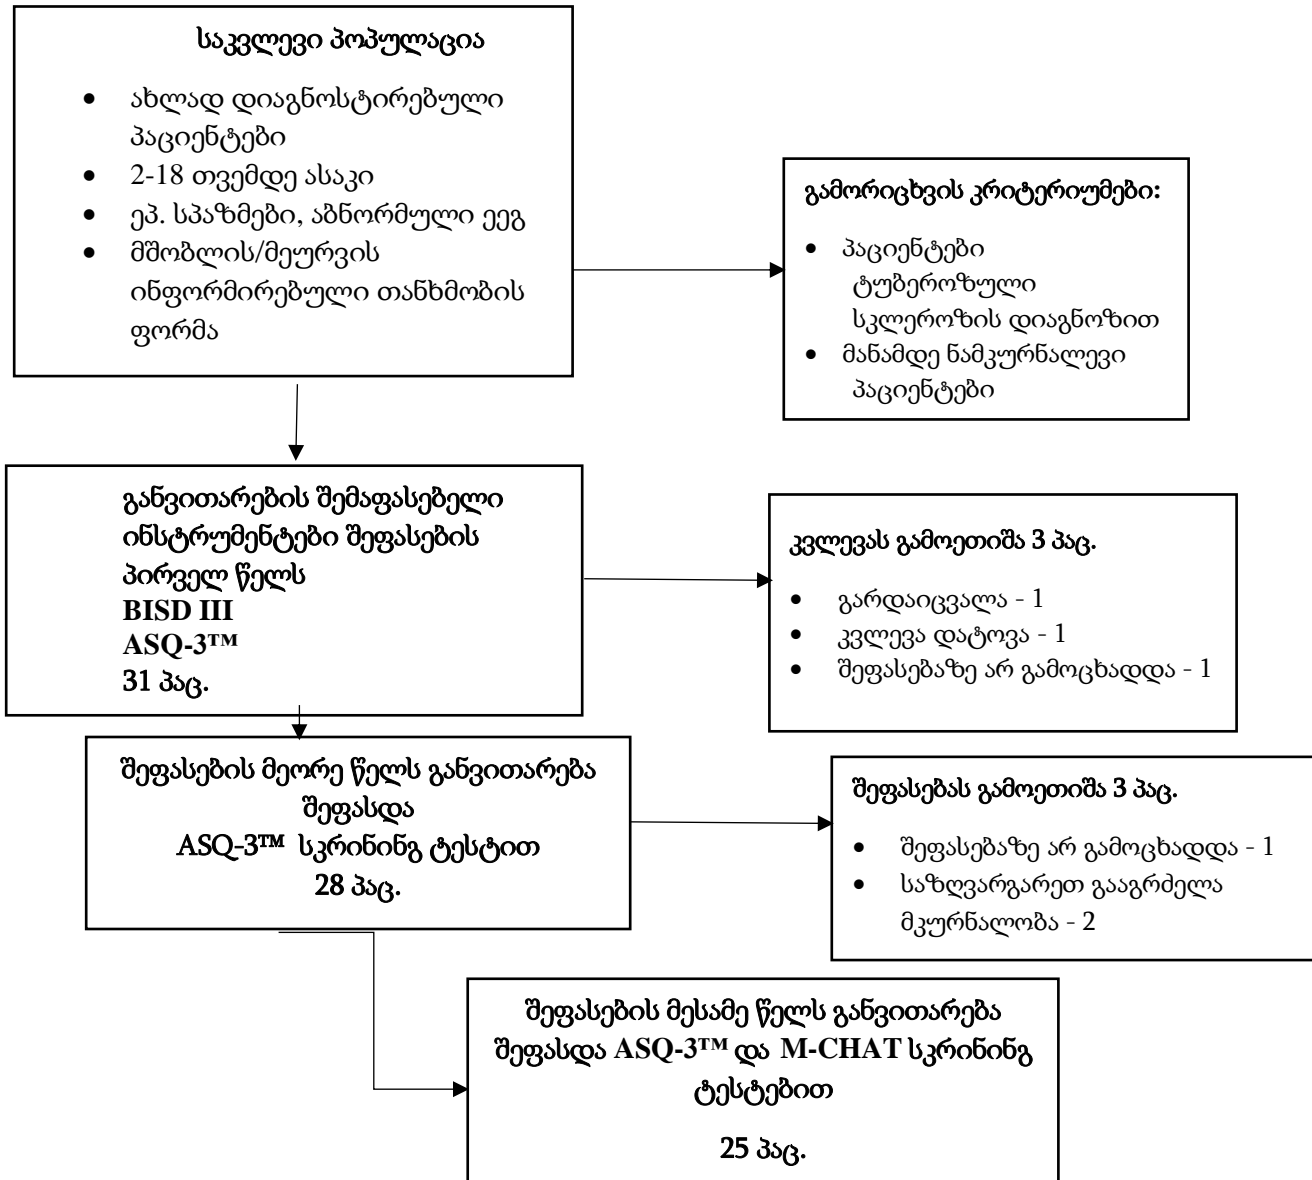 საკვლევი პოპულაცია
• ახლად დიაგნოსტირებული
პაციენტები
• 2-18 თვემდე ასაკი
• ეპ. სპაზმები, აბნორმული ეეგ
• მშობლის/მეურვის
ინფორმირებული თანხმობის
ფორმა
გამორიცხვის კრიტერიუმები:
• პაციენტები
ტუბეროზული
სკლეროზის დიაგნოზით
• მანამდე ნამკურნალევი
პაციენტები
განვითარების შემაფასებელი
ინსტრუმენტები შეფასების
პირველ წელს
BISD III
ASQ-3™
31 პაც.
კვლევას გამოეთიშა 3 პაც.
• გარდაიცვალა - 1
• კვლევა დატოვა - 1
• შეფასებაზე არ გამოცხადდა - 1
შეფასების მეორე წელს განვითარება
შეფასდა
ASQ-3™ სკრინინგ ტესტით
28 პაც.
შეფასებას გამოეთიშა 3 პაც.
• შეფასებაზე არ გამოცხადდა - 1
• საზღვარგარეთ გააგრძელა
მკურნალობა - 2
შეფასების მესამე წელს განვითარება
შეფასდა ASQ-3™ და M-CHAT სკრინინგ
ტესტებით
25 პაც.